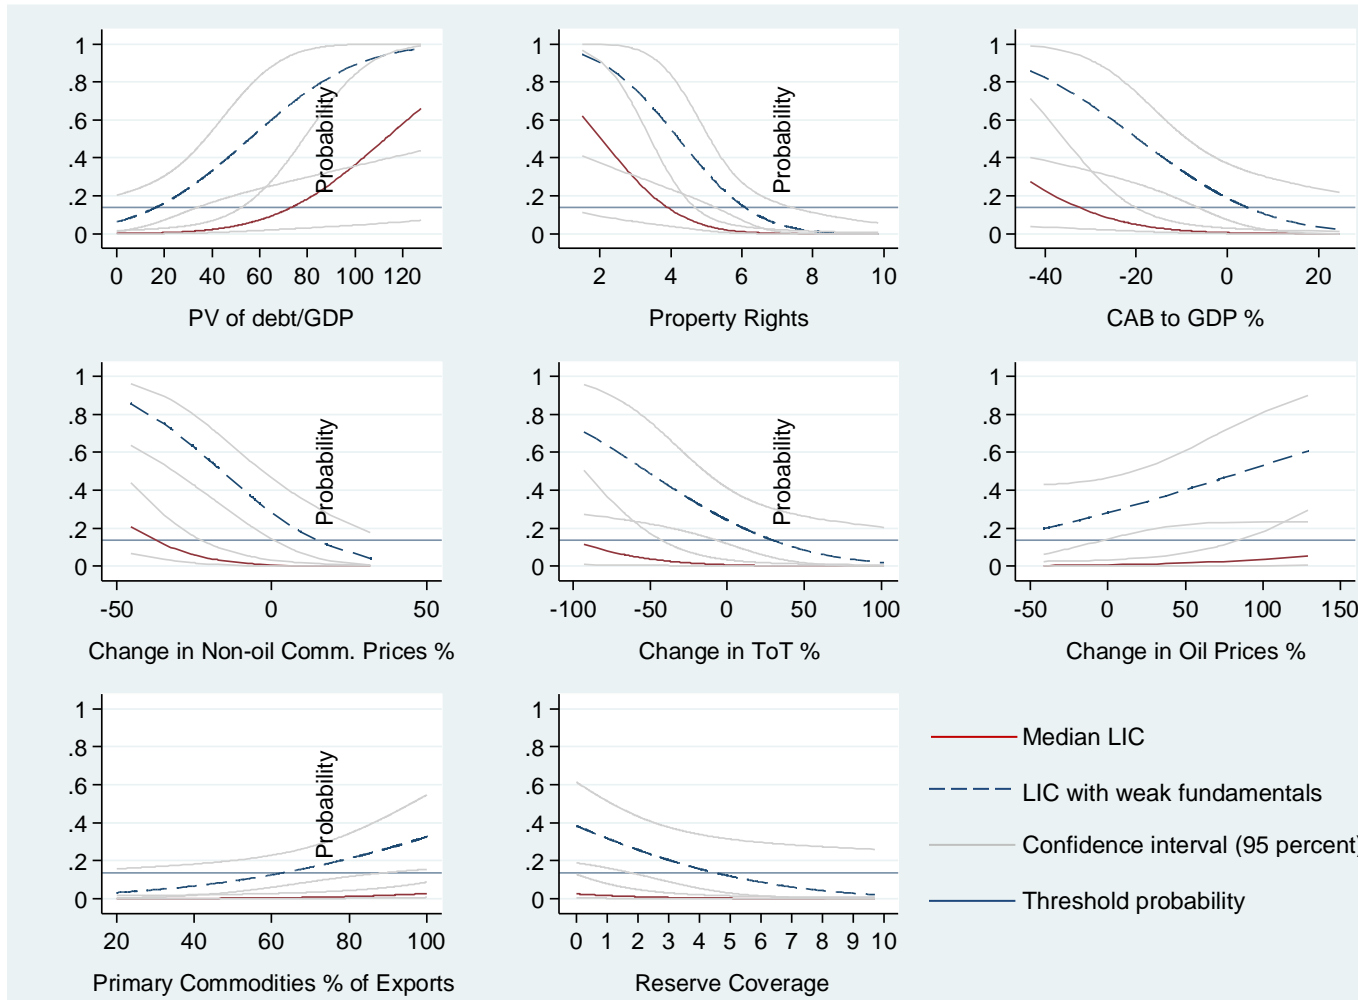 1
.8
.6
.4
.2
0
Probability
0 20 40 60 80 100 120
PV of debt/GDP
1
.8
.6
.4
.2
0
Probability
2 4 6 8 10
Property Rights
1
.8
.6
.4
.2
0
-40 -20 0 20
CAB to GDP %
1
.8
.6
.4
.2
0
Probability
-50 0 50
Change in Non-oil Comm. Prices %
1
.8
.6
.4
.2
0
Probability
-100 -50 0 50 100
Change in ToT %
1
.8
.6
.4
.2
0
-50 0 50 100 150
Change in Oil Prices %
1
.8
.6
.4
.2
0
Probability
20 40 60 80 100
Primary Commodities % of Exports
1
.8
.6
.4
.2
0
0 1 2 3 4 5 6 7 8 9 10
Reserve Coverage
Median LIC
LIC with weak fundamentals
Confidence interval (95 percent)
Threshold probability